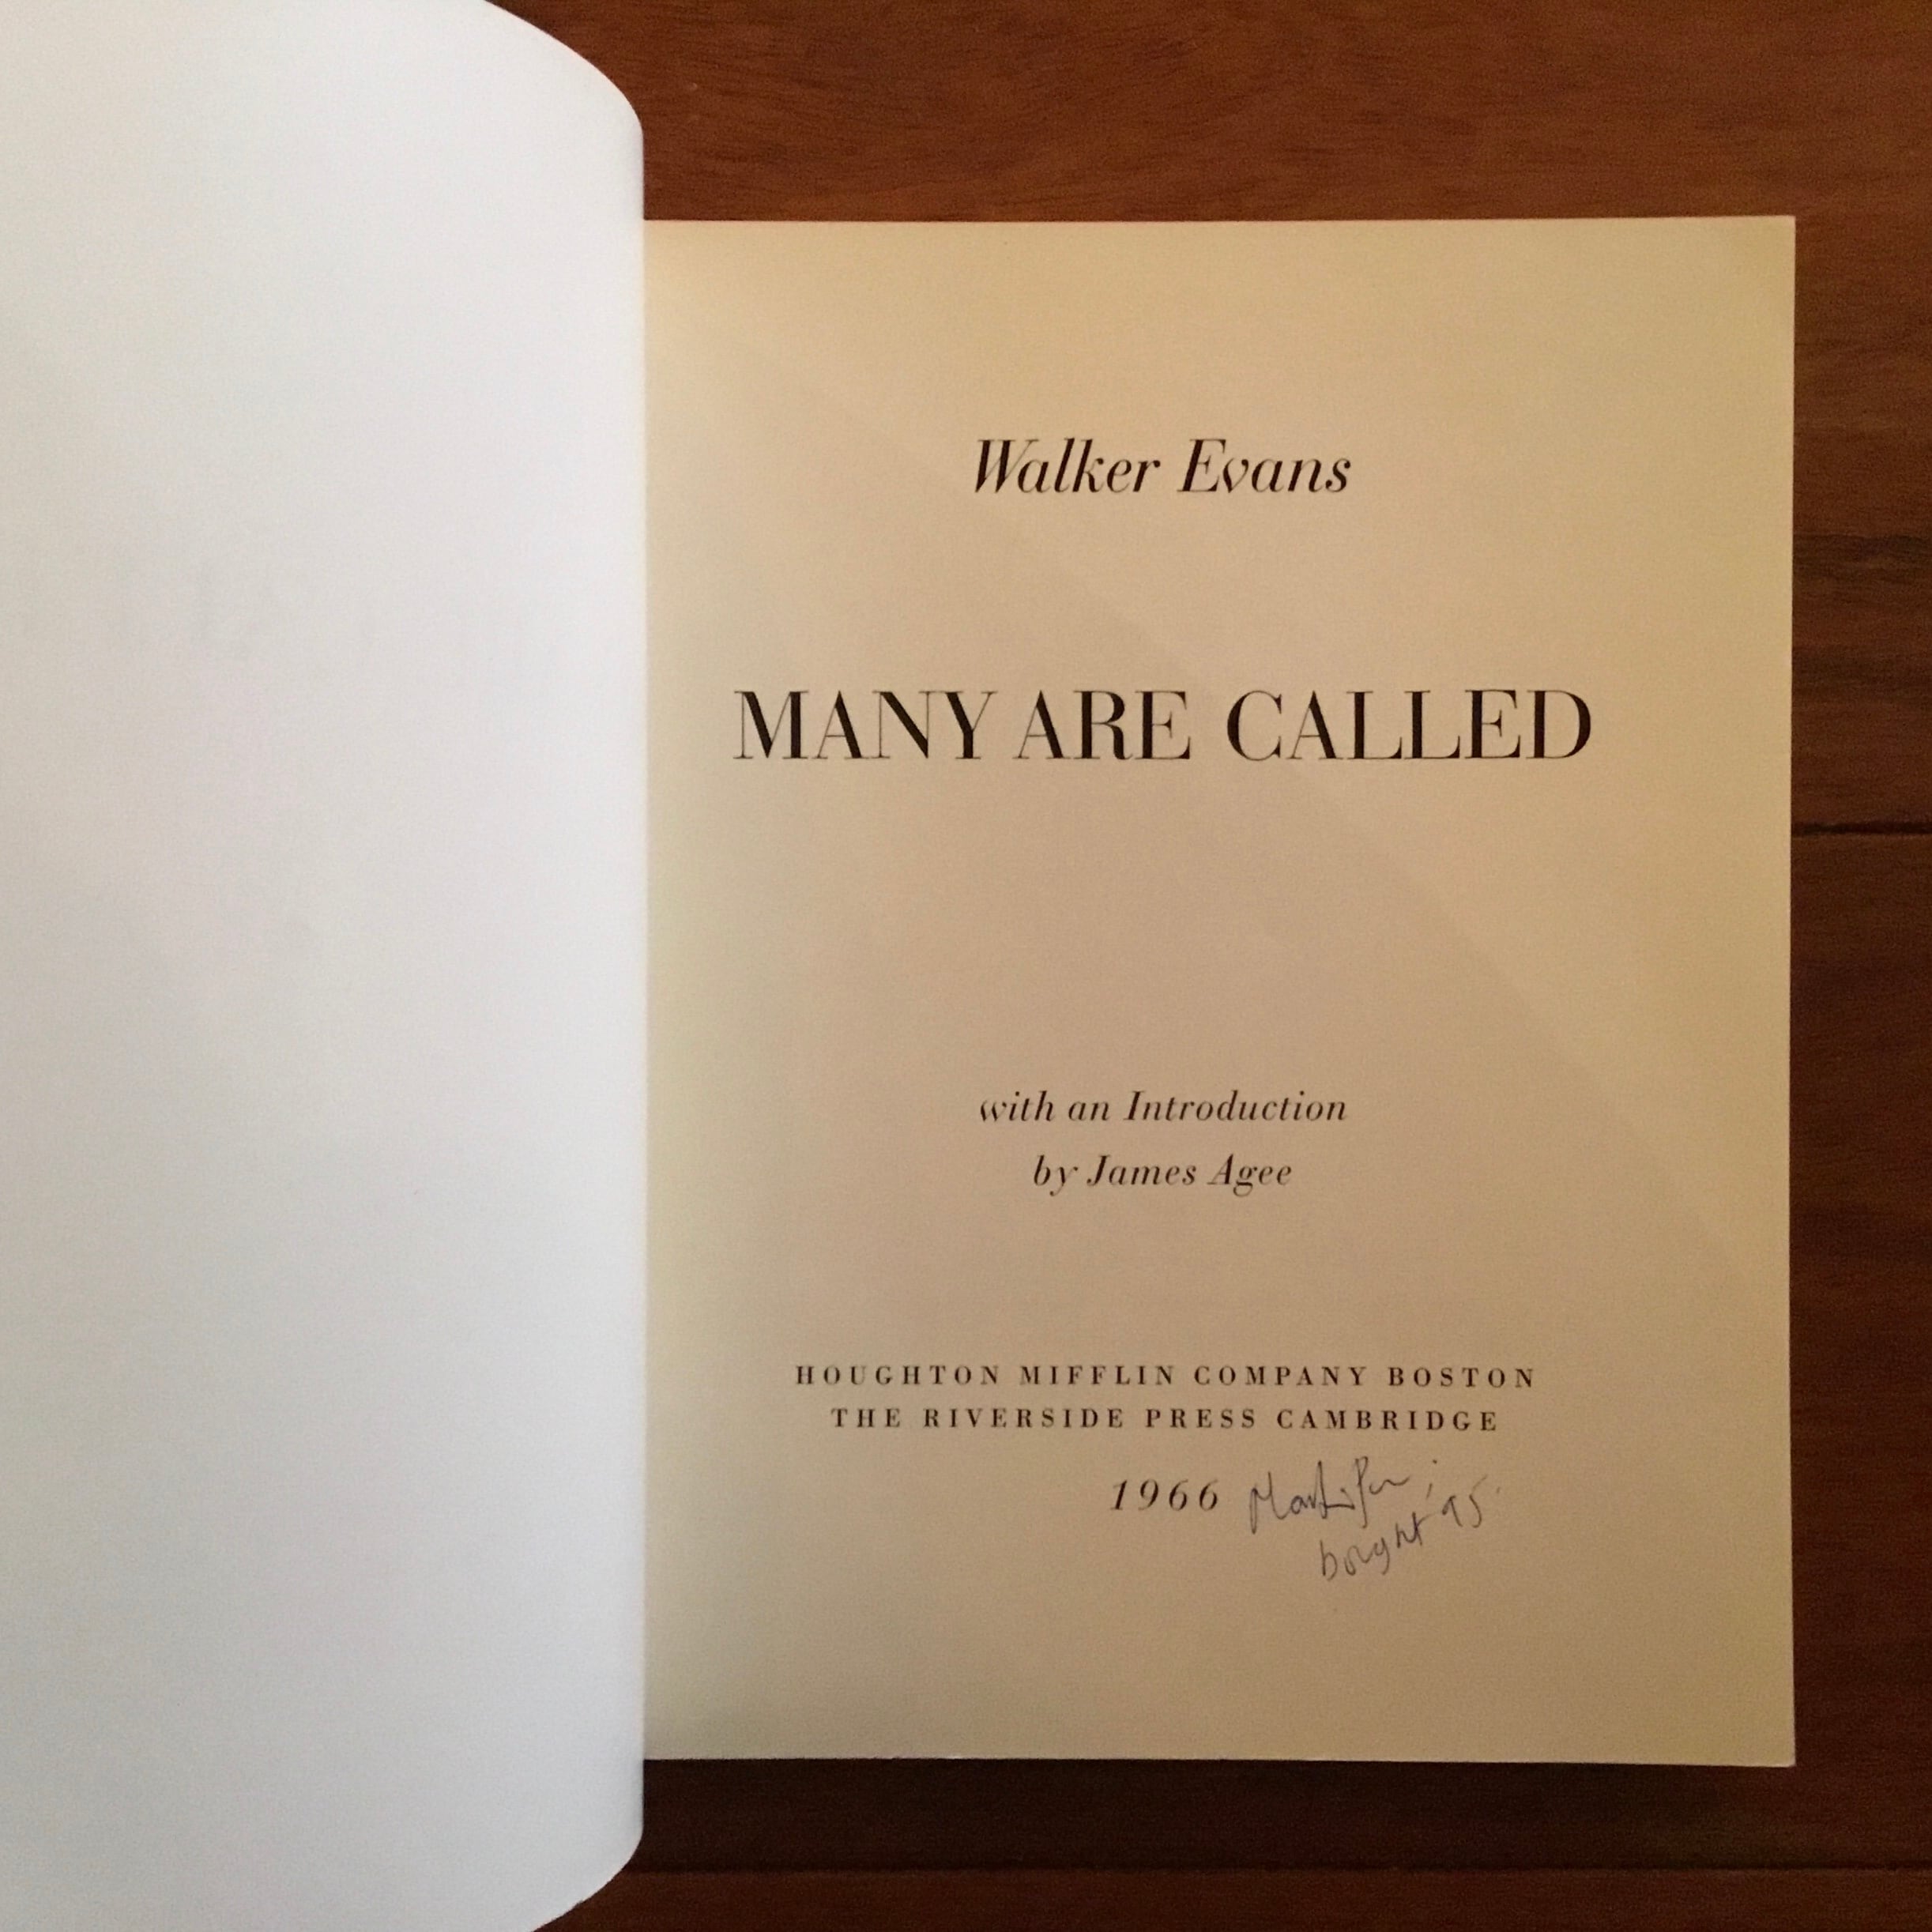 Walker Evans
MANY ARE CALLED
with an Introduction
by James Agee
HOUGHTON MIFFLIN COMPANY BOSTON
THE RIVERSIDE PRESS CAMBRIDGE
1966
bought '95